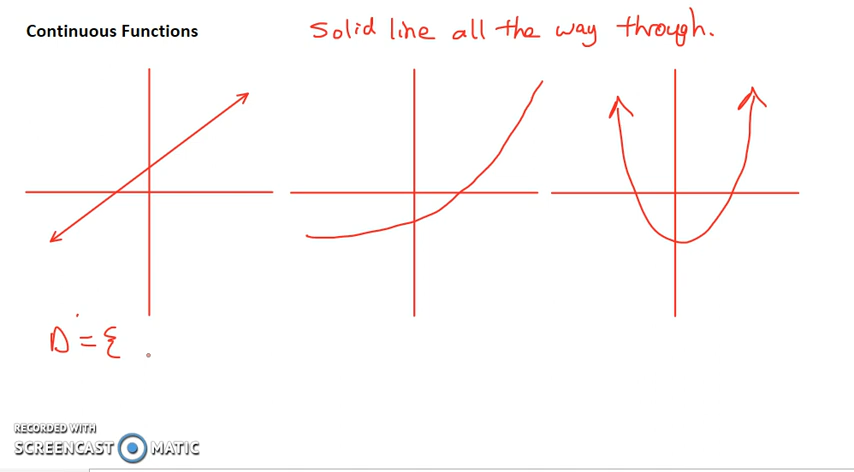 Continuous Functions
Solid line all the way through.
D = {
RECORDED WITH
SCREENCAST MATIC